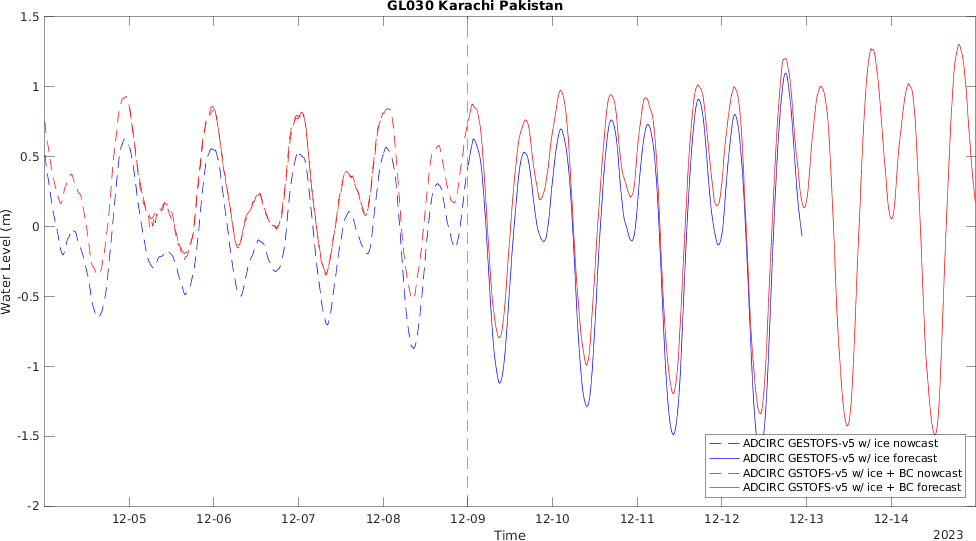 GL030 Karachi Pakistan
1.5
1
0.5
0
-0.5
-1
-1.5
-2
Water Level (m)
12-05 12-06 12-07 12-08 12-09 12-10 12-11 12-12 12-13 12-14
Time
2023
ADCIRC GESTOFS-v5 w/ ice nowcast
ADCIRC GESTOFS-v5 w/ ice forecast
ADCIRC GSTOFS-v5 w/ ice + BC nowcast
ADCIRC GSTOFS-v5 w/ ice + BC forecast